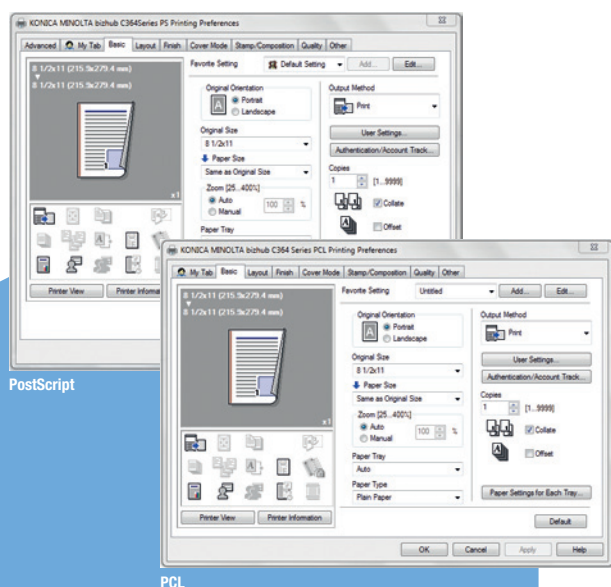 KONICA MINOLTA bizhub C364Series PS Printing Preferences
Advanced My Tab Basic Layout Finish Cover Mode Stamp/Composition Quality Other
8 1/2x11 (215.9x279.4 mm)
8 1/2x11 (215.9x279.4 mm)
x1
Printer View Printer Informa
Favorite Setting Default Setting Add... Edit...
Original Orientation
A
Portrait
Landscape
Original Size
8 1/2x11
Paper Size
Same as Original Size
Zoom [25...400%]
Auto
Manual
100 %
Paper Tray
Output Method
Print
User Settings...
Authentication/Account Track...
Copies
1 [1...9999]
Collate
Offset
PostScript
KONICA MINOLTA bizhub C364 Series PCL Printing Preferences
My Tab Basic Layout Finish Cover Mode Stamp/Composition Quality Other
8 1/2x11 (215.9x279.4 mm)
8 1/2x11 (215.9x279.4 mm)
x1
Printer View Printer Information
Favorite Setting Untitled Add... Edit...
Original Orientation
A
Portrait
Landscape
Original Size
8 1/2x11
Paper Size
Same as Original Size
Zoom [25...400%]
Auto
Manual
100 %
Paper Tray
Auto
Paper Type
Plain Paper
Output Method
Print
User Settings...
Authentication/Account Track...
Copies
1 [1...9999]
Collate
Offset
Paper Settings for Each Tray...
Default
OK Cancel Apply Help
PCL